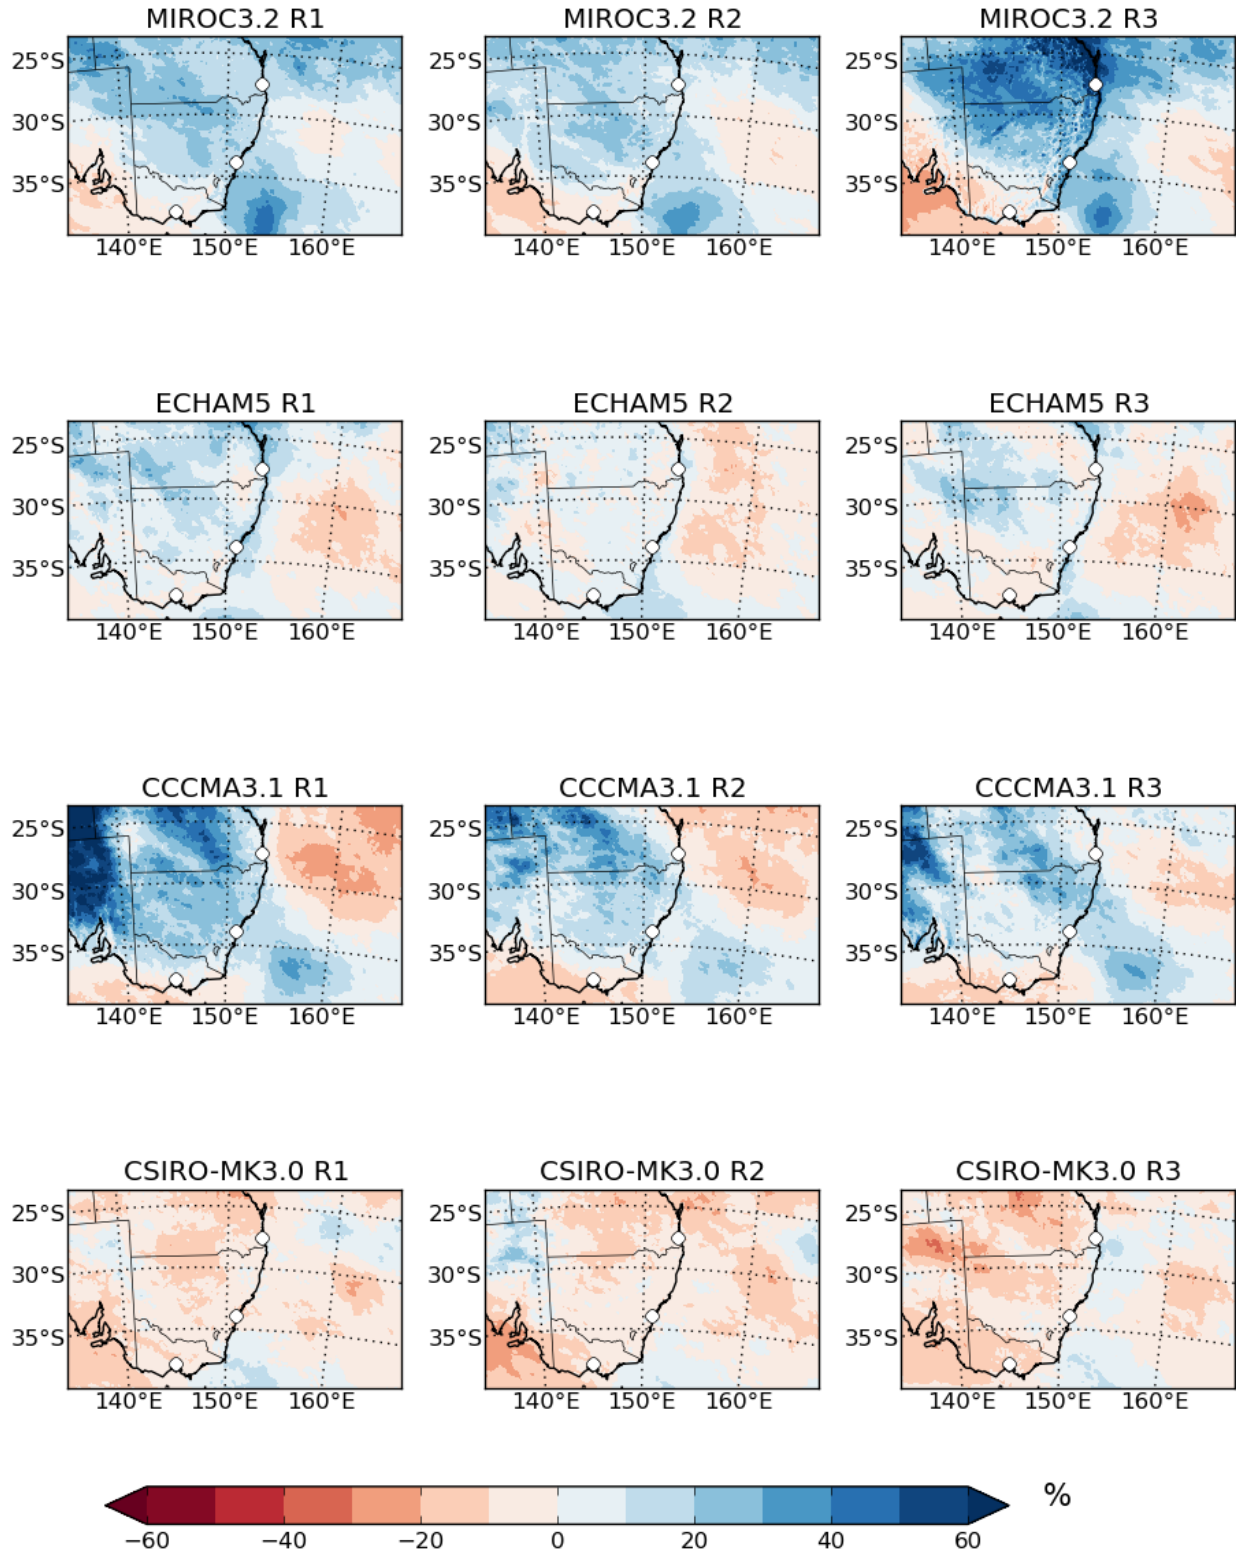 MIROC3.2 R1 MIROC3.2 R2 MIROC3.2 R3
25°S 25°S 25°S
30°S 30°S 30°S
35°S 35°S 35°S
140°E 150°E 160°E 140°E 150°E 160°E 140°E 150°E 160°E
ECHAM5 R1 ECHAM5 R2 ECHAM5 R3
25°S 25°S 25°S
30°S 30°S 30°S
35°S 35°S 35°S
140°E 150°E 160°E 140°E 150°E 160°E 140°E 150°E 160°E
CCCMA3.1 R1 CCCMA3.1 R2 CCCMA3.1 R3
25°S 25°S 25°S
30°S 30°S 30°S
35°S 35°S 35°S
140°E 150°E 160°E 140°E 150°E 160°E 140°E 150°E 160°E
CSIRO-MK3.0 R1 CSIRO-MK3.0 R2 CSIRO-MK3.0 R3
25°S 25°S 25°S
30°S 30°S 30°S
35°S 35°S 35°S
140°E 150°E 160°E 140°E 150°E 160°E 140°E 150°E 160°E
%
−60 −40 −20 0 20 40 60